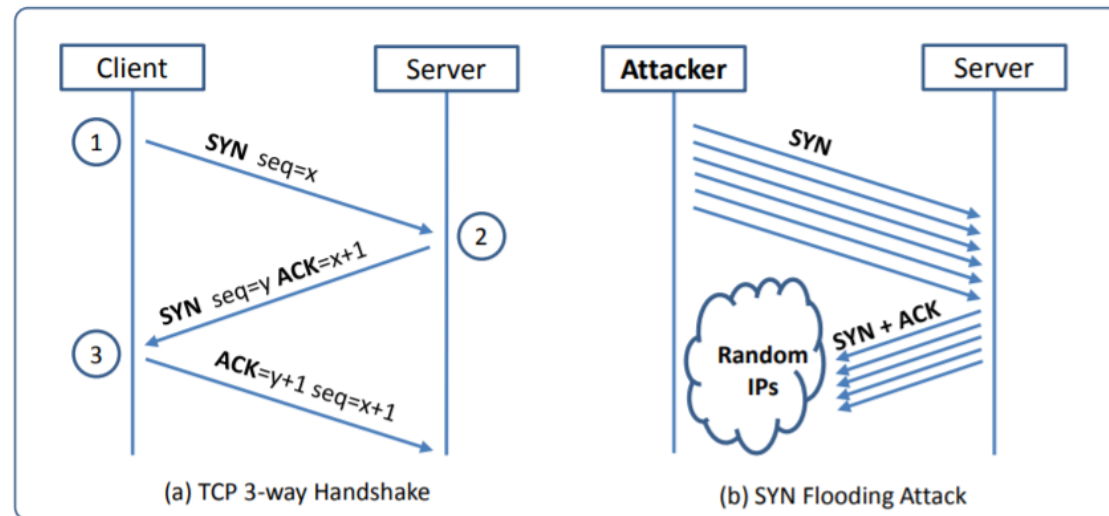 Client
Server
1
SYN seq=x
2
SYN seq=y ACK=x+1
3
ACK=y+1 seq=x+1
(a) TCP 3-way Handshake
Attacker
Server
SYN
SYN + ACK
Random
IPs
(b) SYN Flooding Attack